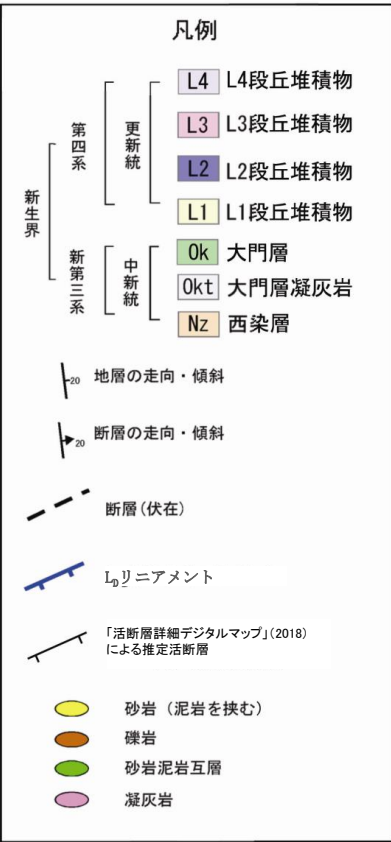 凡例
新生界
第四系
更新統
L4 L4段丘堆積物
L3 L3段丘堆積物
L2 L2段丘堆積物
L1 L1段丘堆積物
新第三系
中新統
Ok 大門層
Okt 大門層凝灰岩
Nz 西染層
20 地層の走向・傾斜
20 断層の走向・傾斜
断層(伏在)
LDリニアメント
「活断層詳細デジタルマップ」(2018)
による推定活断層
砂岩（泥岩を挟む）
礫岩
砂岩泥岩互層
凝灰岩